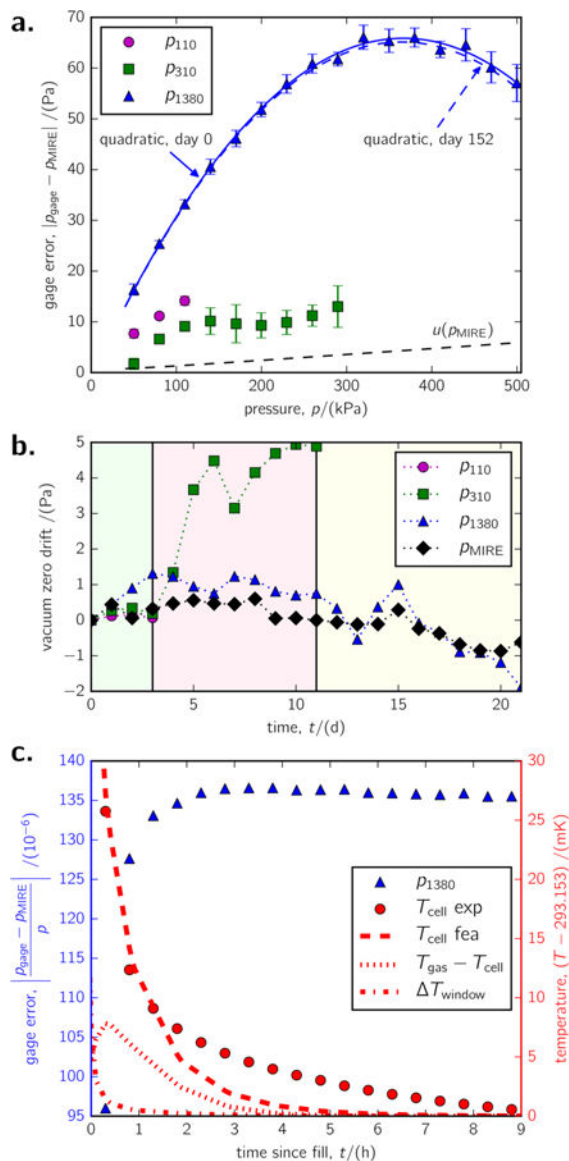 a.
p110
p310
p1380
quadratic, day 0
quadratic, day 152
u(pMIRE)
gage error, |pgage − pMIRE| /(Pa)
70
60
50
40
30
20
10
0
0 100 200 300 400 500
pressure, p/(kPa)
b.
p110
p310
p1380
pMIRE
vacuum zero drift /(Pa)
5
4
3
2
1
0
−1
−2
0 5 10 15 20
time, t/(d)
c.
p1380
Tcell exp
Tcell fea
Tgas − Tcell
ΔTwindow
gage error, |(pgage − pMIRE)/p| /(10⁻⁶)
140
135
130
125
120
115
110
105
100
95
temperature, (T − 293.153) /(mK)
30
25
20
15
10
5
0
0 1 2 3 4 5 6 7 8 9
time since fill, t/(h)